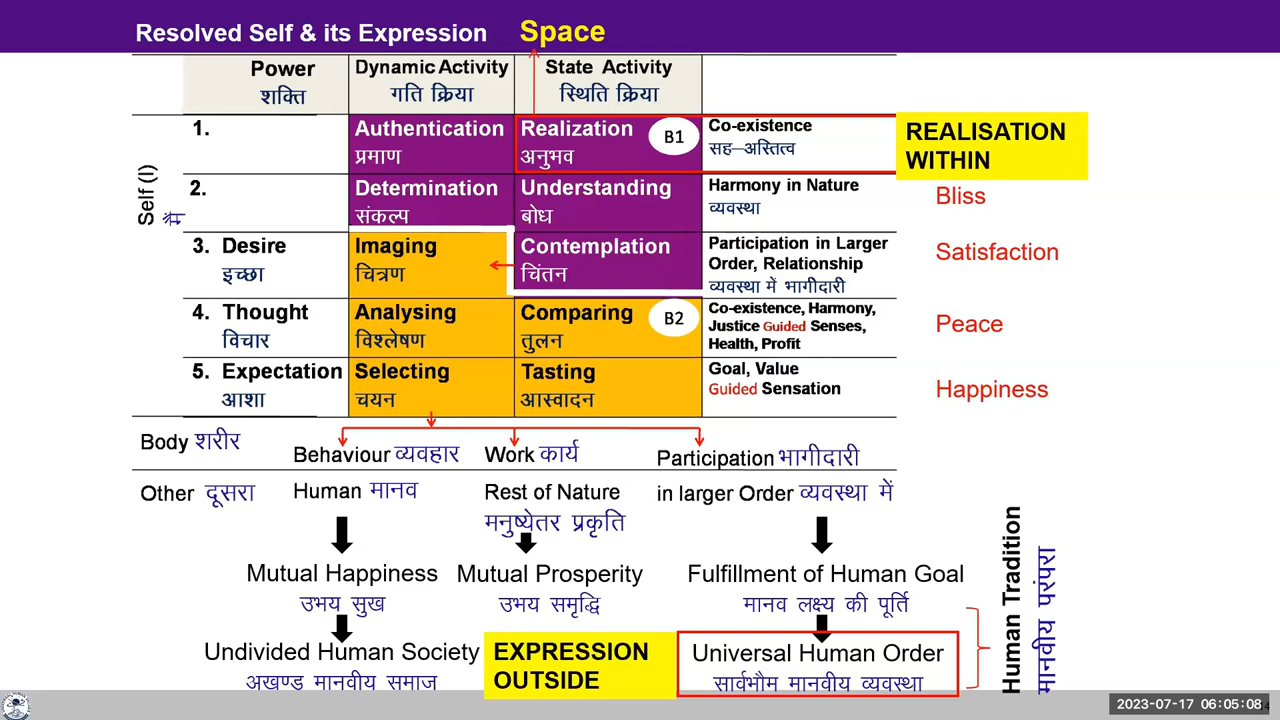 Resolved Self & its Expression Space
Power Dynamic Activity State Activity
शक्ति गति क्रिया स्थिति क्रिया
Self (I)
मैं
1. Authentication Realization B1 Co-existence
प्रमाण अनुभव सह–अस्तित्व
REALISATION
WITHIN
2. Determination Understanding Harmony in Nature Bliss
संकल्प बोध व्यवस्था
3. Desire Imaging Contemplation Participation in Larger
Order, Relationship Satisfaction
इच्छा चित्रण चिंतन व्यवस्था में भागीदारी
4. Thought Analysing Comparing B2 Co-existence, Harmony,
Justice Guided Senses, Peace
विचार विश्लेषण तुलन Health, Profit
5. Expectation Selecting Tasting Goal, Value
Guided Sensation Happiness
आशा चयन आस्वादन
Body शरीर Behaviour व्यवहार Work कार्य Participation भागीदारी
Other दूसरा Human मानव Rest of Nature in larger Order व्यवस्था में
मनुष्येतर प्रकृति
Mutual Happiness Mutual Prosperity Fulfillment of Human Goal
उभय सुख उभय समृद्धि मानव लक्ष्य की पूर्ति
Undivided Human Society EXPRESSION Universal Human Order
अखण्ड मानवीय समाज OUTSIDE सार्वभौम मानवीय व्यवस्था
Human Tradition
मानवीय परंपरा
2023-07-17 06:05:08